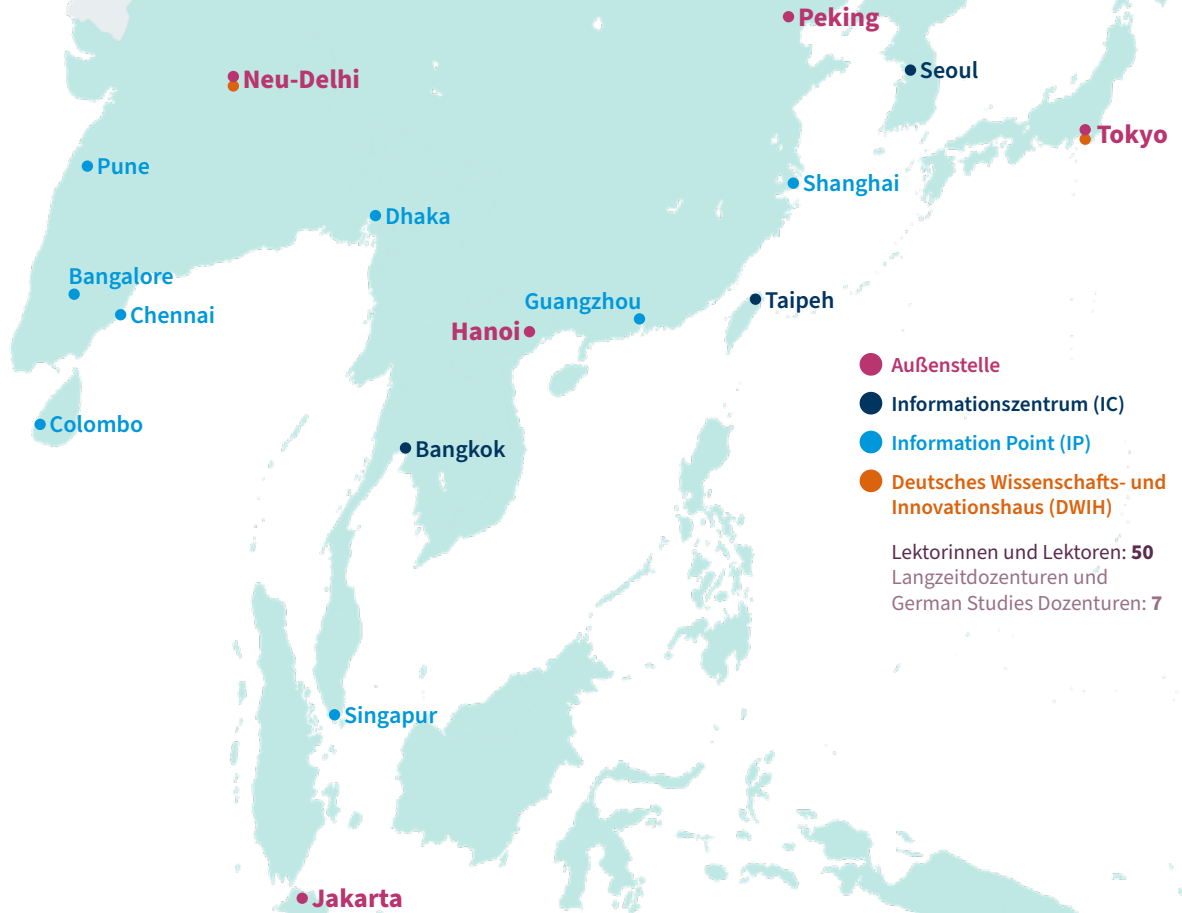 Peking
Seoul
Neu-Delhi
Tokyo
Pune
Shanghai
Dhaka
Bangalore
Chennai
Guangzhou
Taipeh
Hanoi
Colombo
Bangkok
Singapur
Jakarta
Außenstelle
Informationszentrum (IC)
Information Point (IP)
Deutsches Wissenschafts- und
Innovationshaus (DWIH)
Lektorinnen und Lektoren: 50
Langzeitdozenturen und
German Studies Dozenturen: 7